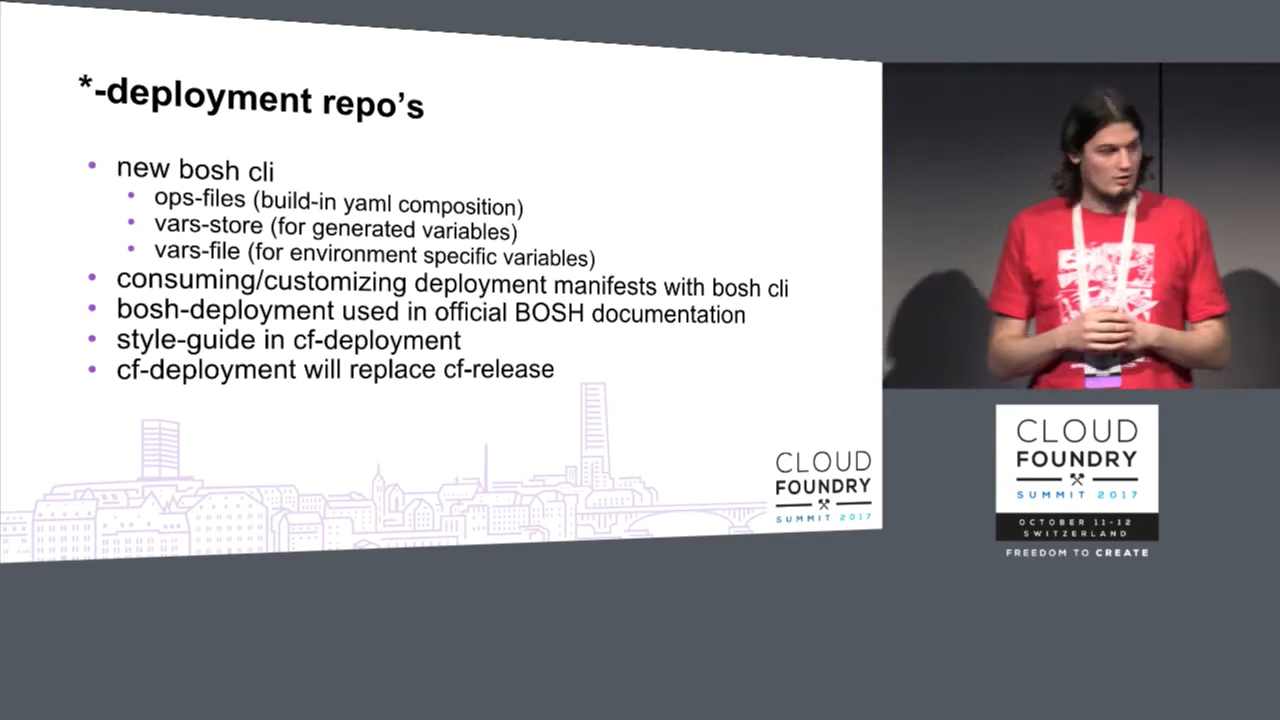 *-deployment repo's
• new bosh cli
• ops-files (build-in yaml composition)
• vars-store (for generated variables)
• vars-file (for environment specific variables)
• consuming/customizing deployment manifests with bosh cli
• bosh-deployment used in official BOSH documentation
• style-guide in cf-deployment
• cf-deployment will replace cf-release
CLOUD
FOUNDRY
SUMMIT 2017
CLOUD
FOUNDRY
SUMMIT 2017
OCTOBER 11-12
SWITZERLAND
FREEDOM TO CREATE